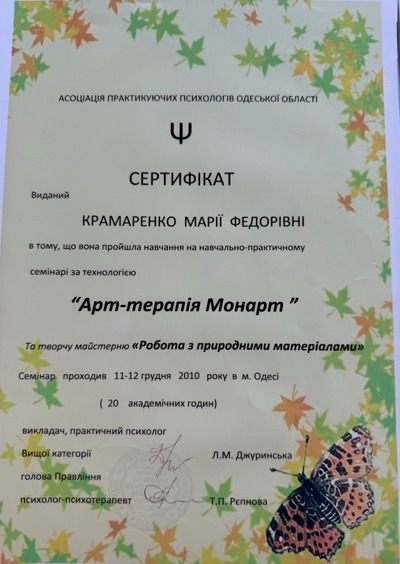 АСОЦІАЦІЯ ПРАКТИКУЮЧИХ ПСИХОЛОГІВ ОДЕСЬКОЇ ОБЛАСТІ
Ψ
СЕРТИФІКАТ
Виданий
КРАМАРЕНКО МАРІЇ ФЕДОРІВНІ
в тому, що вона пройшла навчання на навчально-практичному
семінарі за технологією
“Арт-терапія Монарт ”
Та творчу майстерню «Робота з природними матеріалами»
Семінар проходив 11-12 грудня 2010 року в м. Одесі
( 20 академічних годин)
викладач, практичний психолог
Вищої категорії Л.М. Джуринська
голова Правління
психолог-психотерапевт Т.П. Рєпнова